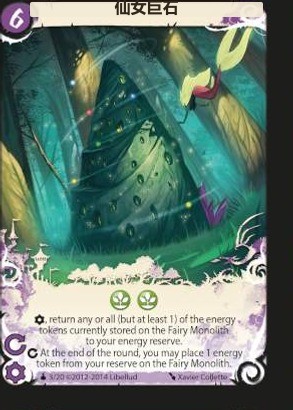 6
仙女巨石
, return any or all (but at least 1) of the energy
tokens currently stored on the Fairy Monolith
to your energy reserve.
At the end of the round, you may place 1 energy
token from your reserve on the Fairy Monolith.
3/20 ©2012-2014 Libellud Xavier Collette